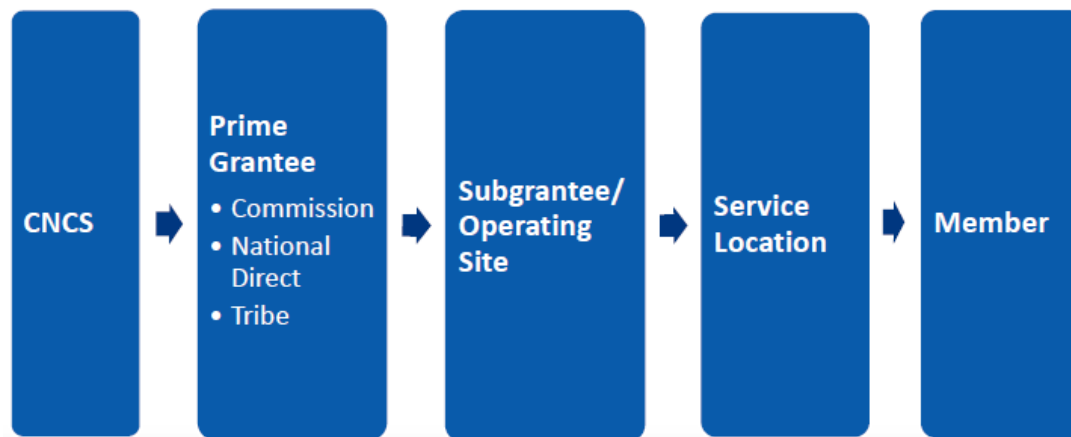 CNCS
Prime
Grantee
• Commission
• National
Direct
• Tribe
Subgrantee/
Operating
Site
Service
Location
Member